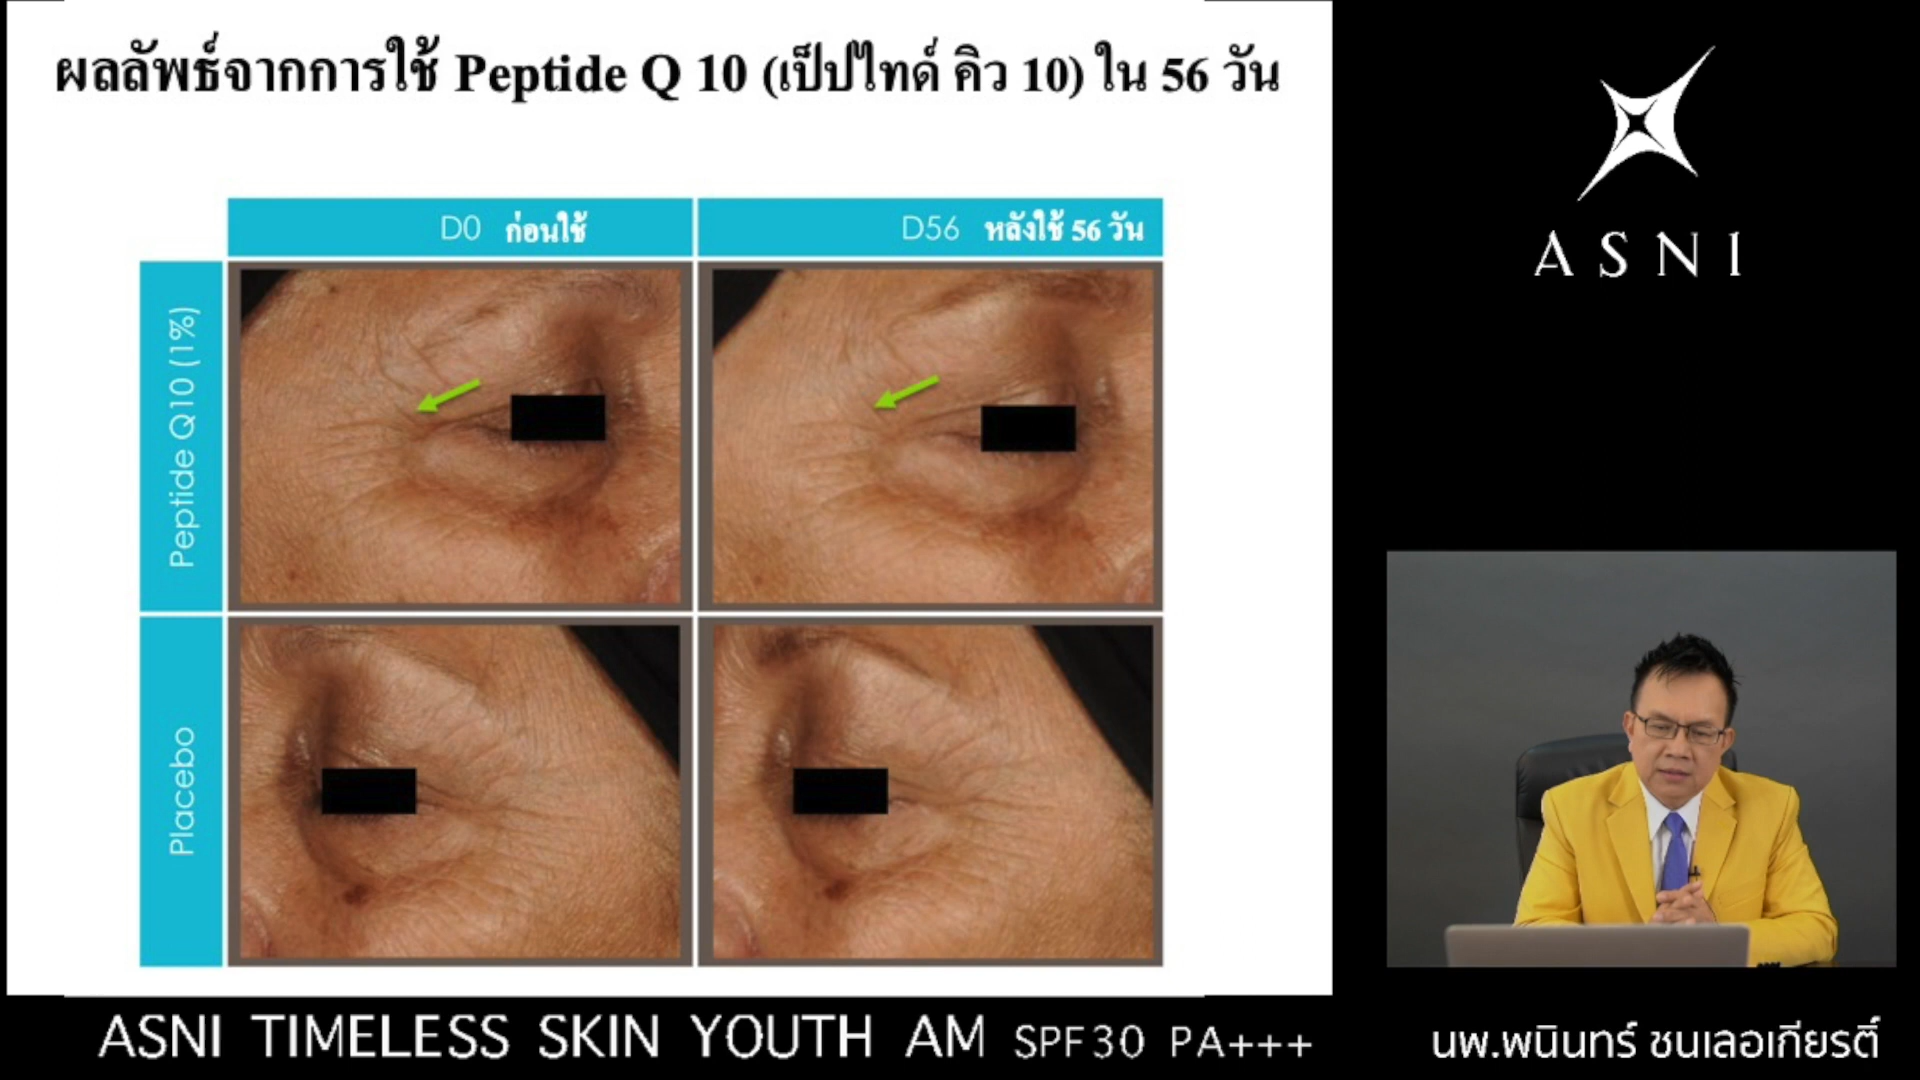 ผลลัพธ์จากการใช้ Peptide Q 10 (เป็ปไทด์ คิว 10) ใน 56 วัน
D0 ก่อนใช้
D56 หลังใช้ 56 วัน
Peptide Q10 (1%)
Placebo
ASNI
ASNI TIMELESS SKIN YOUTH AM SPF30 PA+++
นพ.พนินทร์ ชนเลอเกียรติ์